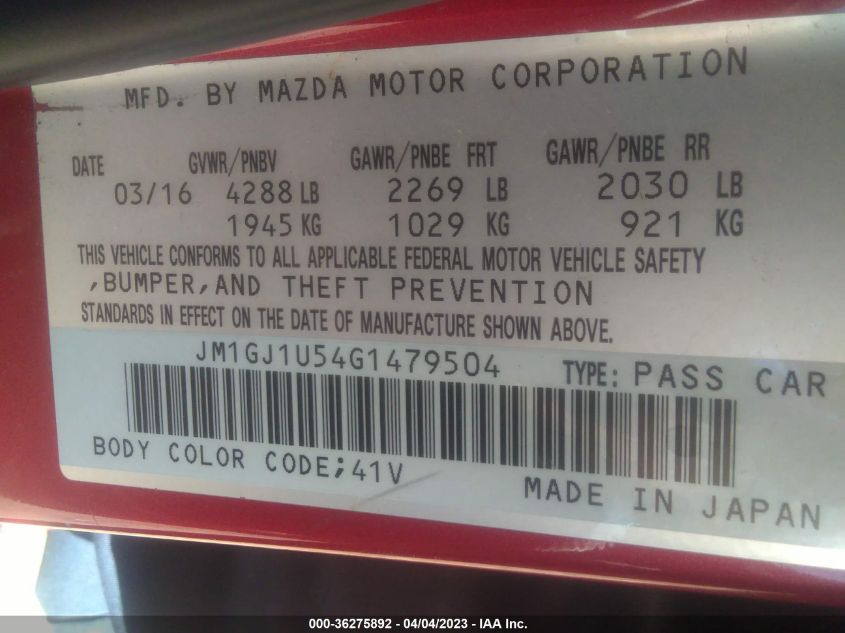 MFD. BY MAZDA MOTOR CORPORATION
DATE GVWR/PNBV GAWR/PNBE FRT GAWR/PNBE RR
03/16 4288 LB 2269 LB 2030 LB
1945 KG 1029 KG 921 KG
THIS VEHICLE CONFORMS TO ALL APPLICABLE FEDERAL MOTOR VEHICLE SAFETY
,BUMPER,AND THEFT PREVENTION
STANDARDS IN EFFECT ON THE DATE OF MANUFACTURE SHOWN ABOVE.
JM1GJ1U54G1479504 TYPE: PASS CAR
BODY COLOR CODE;41V MADE IN JAPAN
000-36275892 - 04/04/2023 - IAA Inc.